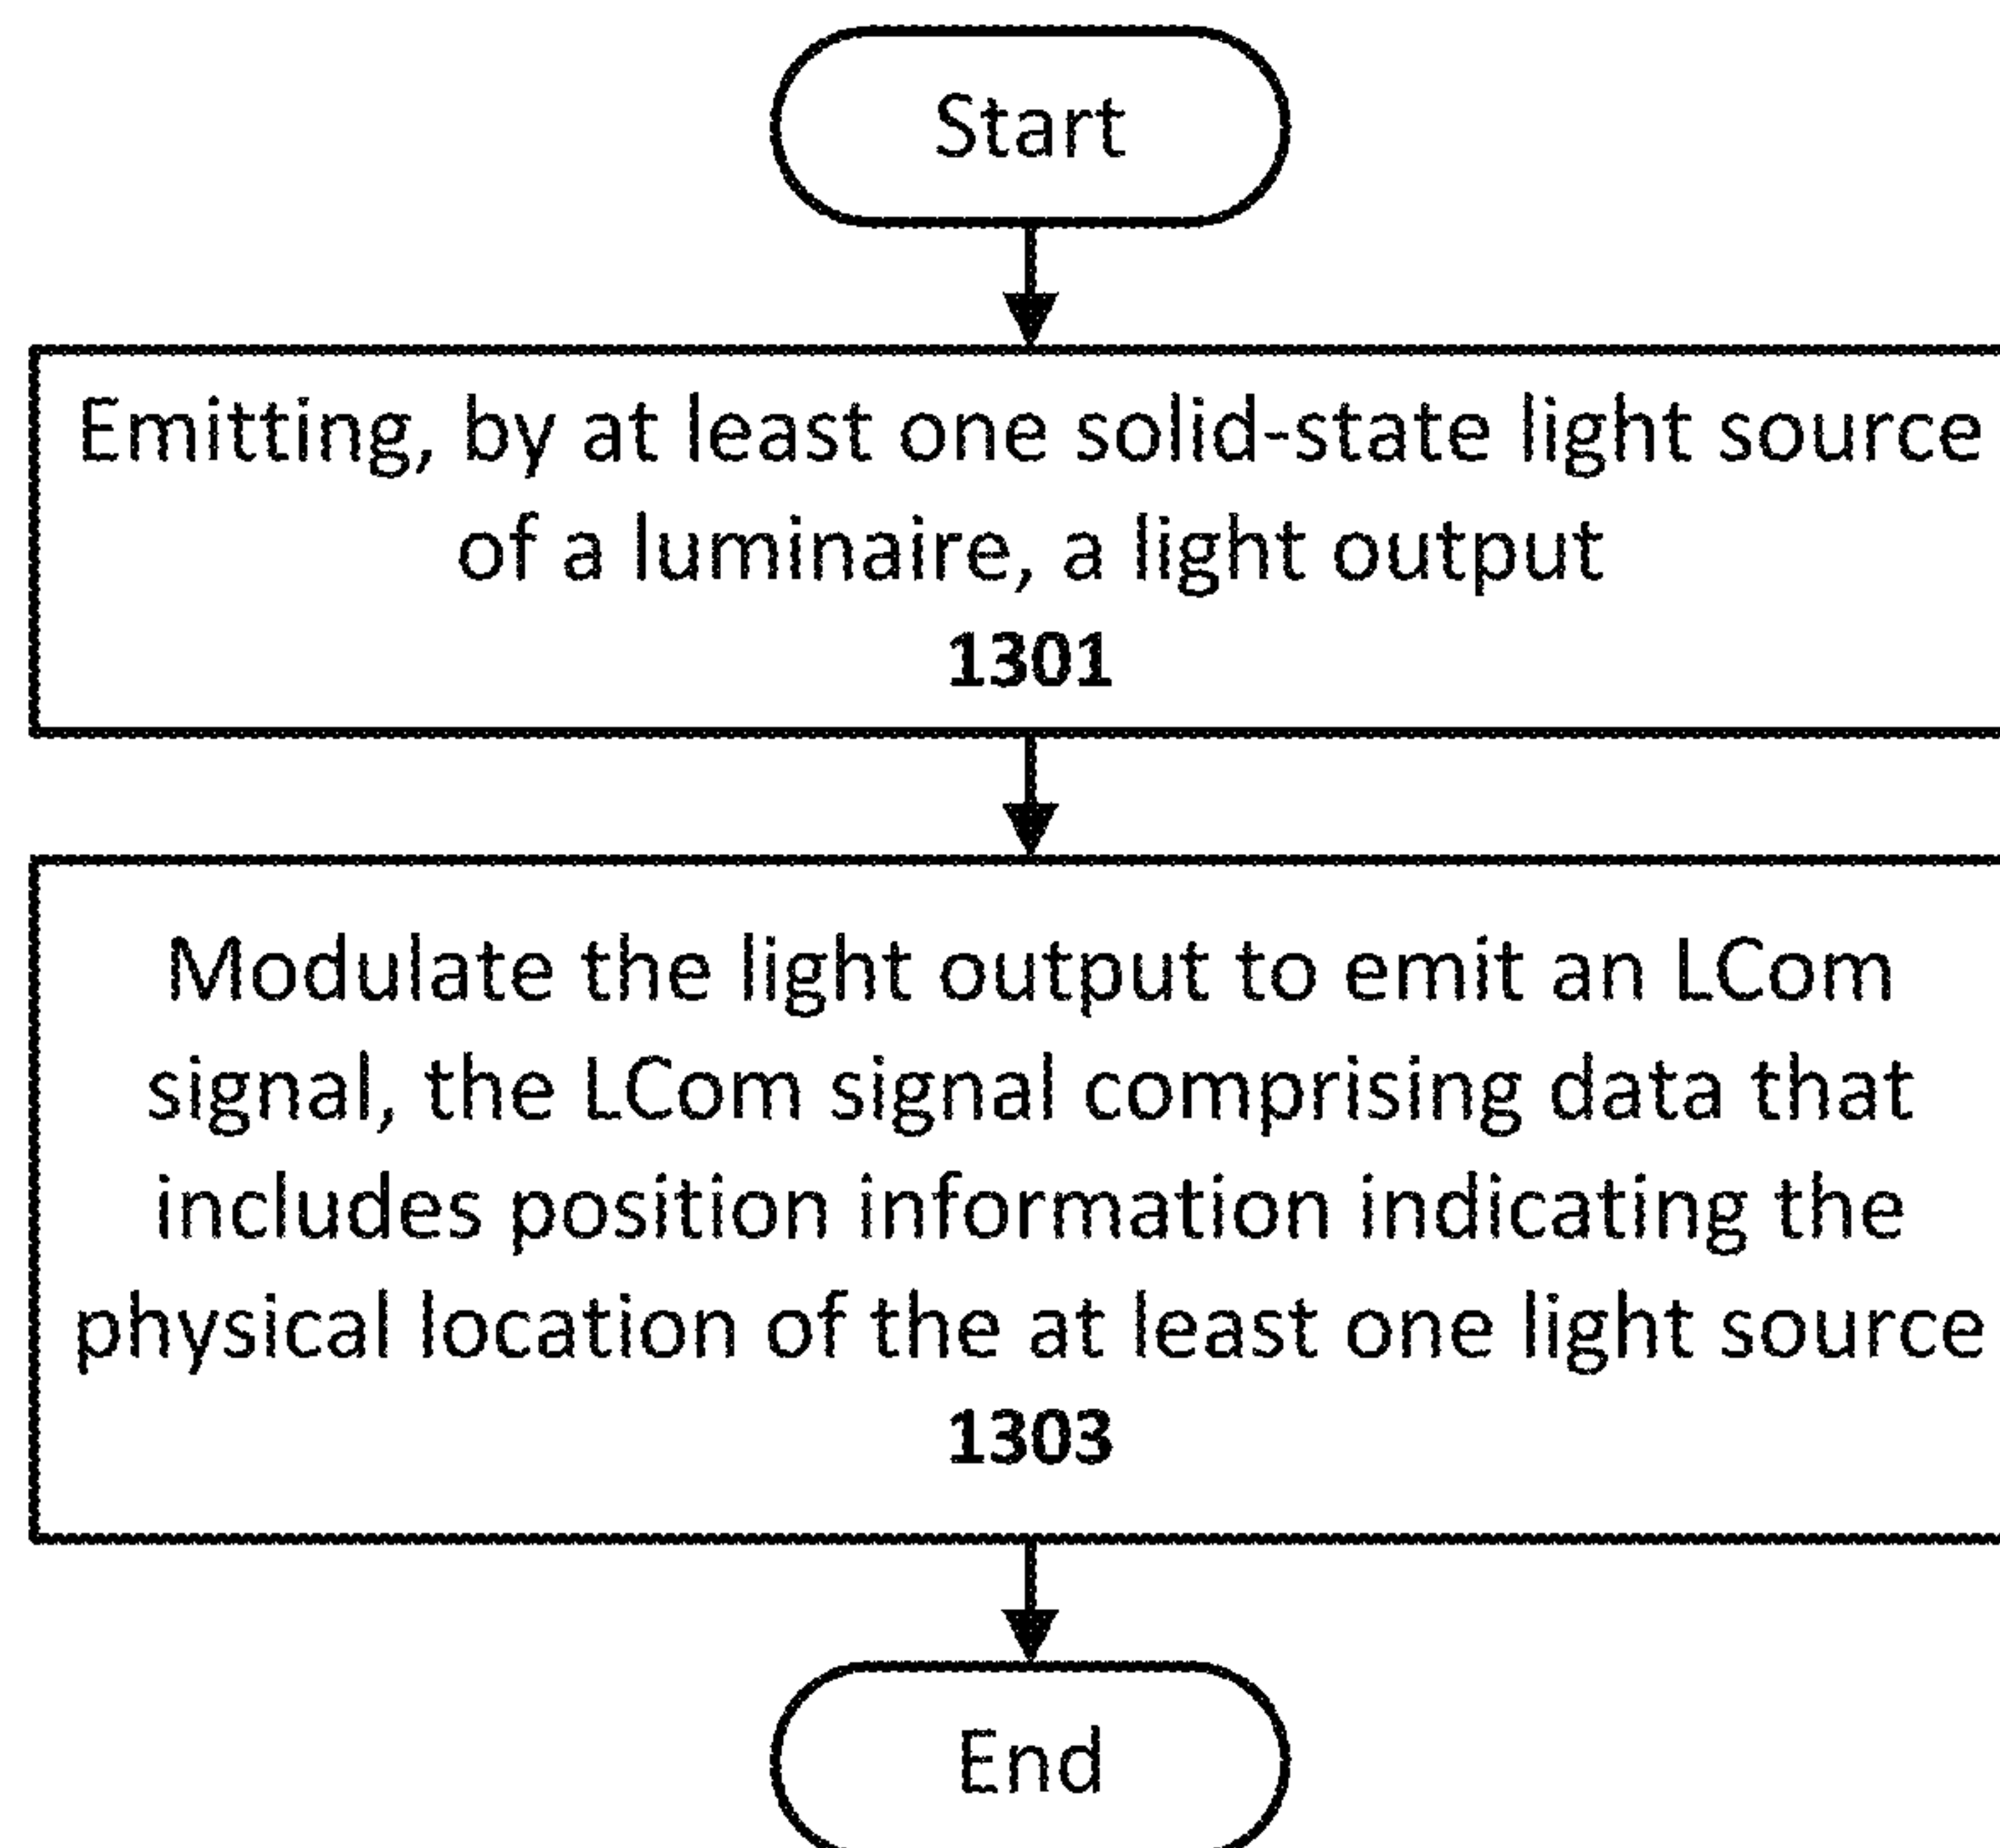 Start
Emitting, by at least one solid-state light source
of a luminaire, a light output
1301
Modulate the light output to emit an LCom
signal, the LCom signal comprising data that
includes position information indicating the
physical location of the at least one light source
1303
End